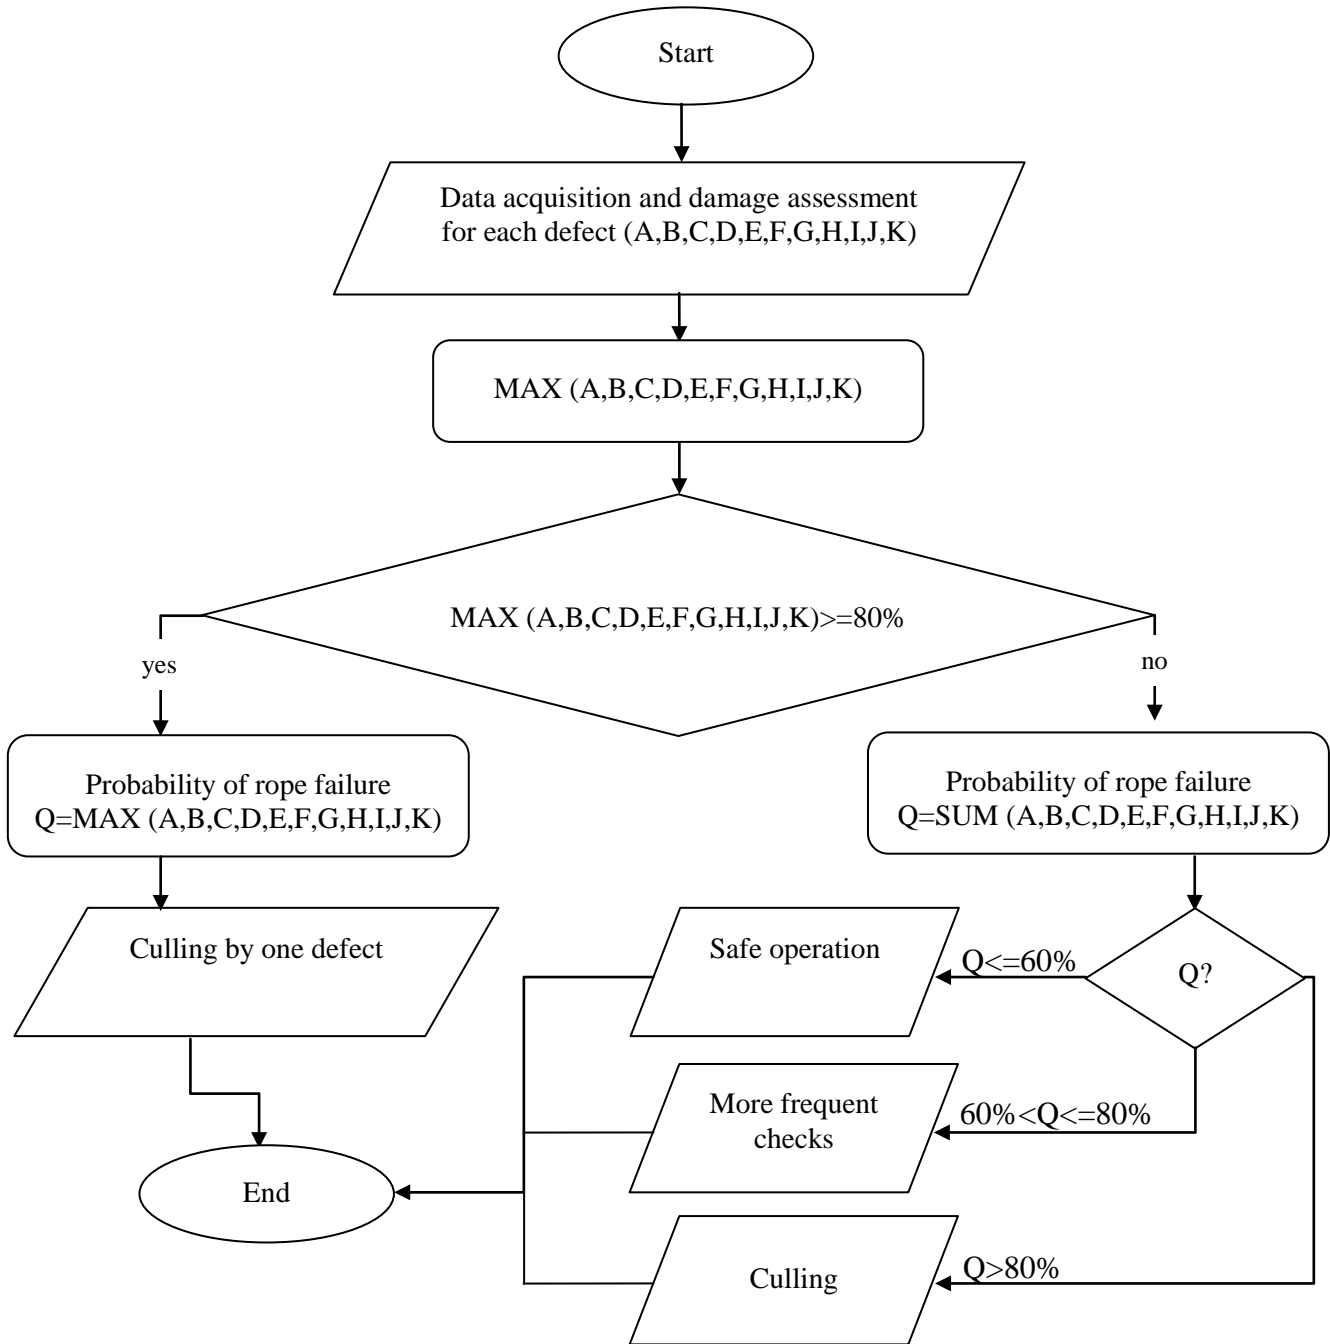 Start
Data acquisition and damage assessment
for each defect (A,B,C,D,E,F,G,H,I,J,K)
MAX (A,B,C,D,E,F,G,H,I,J,K)
MAX (A,B,C,D,E,F,G,H,I,J,K)>=80%
yes
no
Probability of rope failure
Q=MAX (A,B,C,D,E,F,G,H,I,J,K)
Probability of rope failure
Q=SUM (A,B,C,D,E,F,G,H,I,J,K)
Culling by one defect
Safe operation
Q<=60%
Q?
More frequent
checks
60%<Q<=80%
End
Culling
Q>80%